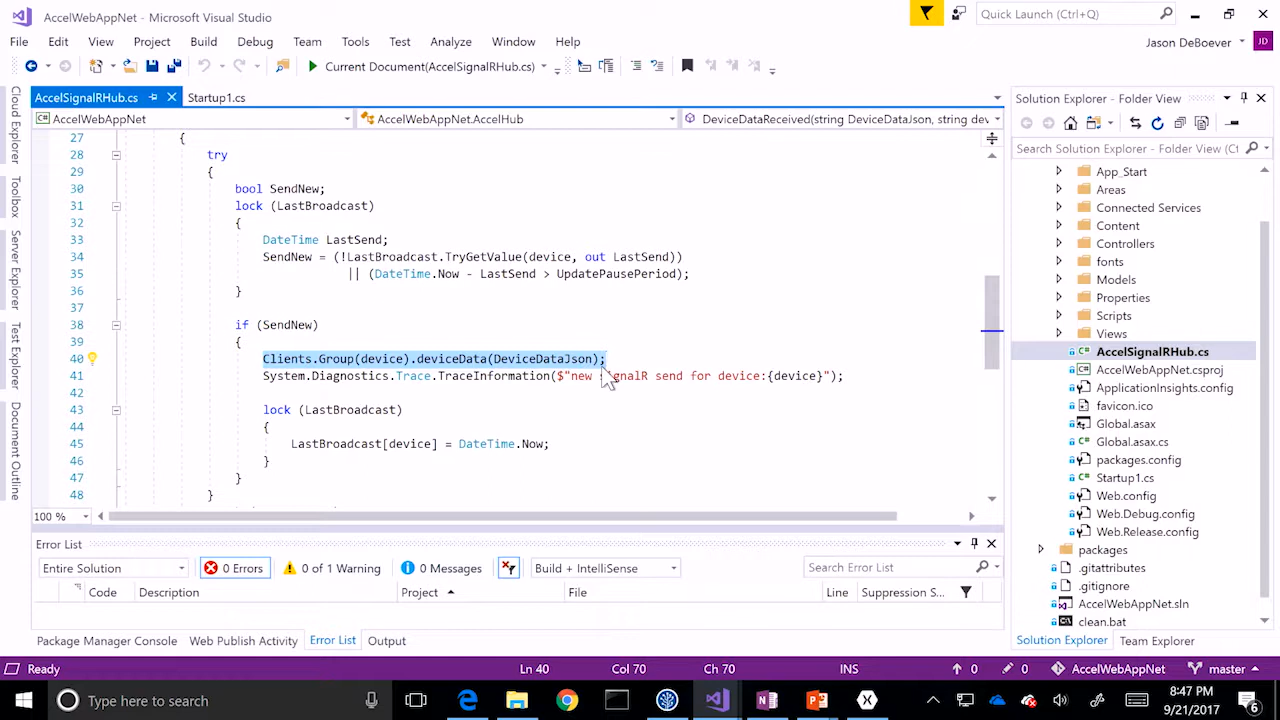 AccelWebAppNet - Microsoft Visual Studio
Quick Launch (Ctrl+Q)
File Edit View Project Build Debug Team Tools Test Analyze Window Help
Jason DeBoever JD
Current Document(AccelSignalRHub.cs)
AccelSignalRHub.cs Startup1.cs
AccelWebAppNet AccelWebAppNet.AccelHub DeviceDataReceived(string DeviceDataJson, string dev
Cloud Explorer
Toolbox
Server Explorer
Test Explorer
Document Outline
27 {
28 try
29 {
30 bool SendNew;
31 lock (LastBroadcast)
32 {
33 DateTime LastSend;
34 SendNew = (!LastBroadcast.TryGetValue(device, out LastSend))
35 || (DateTime.Now - LastSend > UpdatePausePeriod);
36 }
37
38 if (SendNew)
39 {
40 Clients.Group(device).deviceData(DeviceDataJson);
41 System.Diagnostics.Trace.TraceInformation($"new signalR send for device:{device}");
42
43 lock (LastBroadcast)
44 {
45 LastBroadcast[device] = DateTime.Now;
46 }
47 }
48 }
100 %
Solution Explorer - Folder View
Search Solution Explorer - Folder View (Ct
App_Start
Areas
Connected Services
Content
Controllers
fonts
Models
Properties
Scripts
Views
AccelSignalRHub.cs
AccelWebAppNet.csproj
ApplicationInsights.config
favicon.ico
Global.asax
Global.asax.cs
packages.config
Startup1.cs
Web.config
Web.Debug.config
Web.Release.config
packages
.gitattributes
.gitignore
AccelWebAppNet.sln
clean.bat
Solution Explorer Team Explorer
Error List
Entire Solution 0 Errors 0 of 1 Warning 0 Messages Build + IntelliSense Search Error List
Code Description Project File Line Suppression S...
Package Manager Console Web Publish Activity Error List Output
Ready Ln 40 Col 70 Ch 70 INS 0 0 AccelWebAppNet master
Type here to search
8:47 PM
9/21/2017